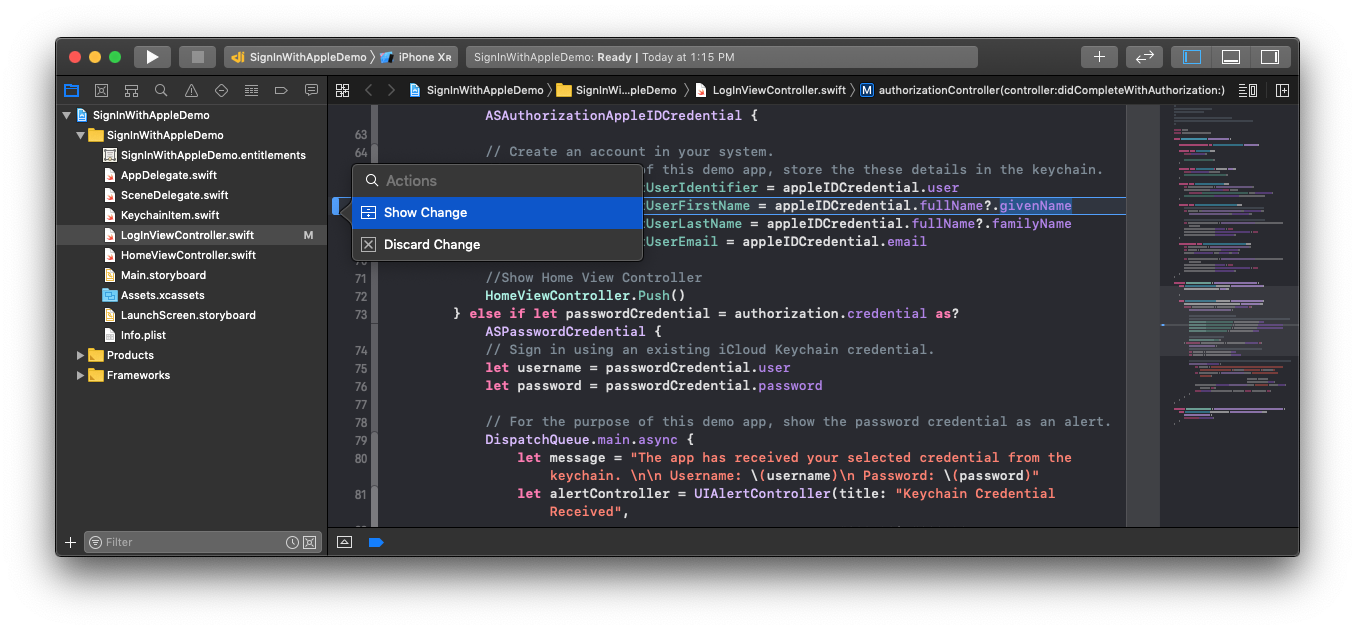 SignInWithAppleDemo iPhone XR
SignInWithAppleDemo: Ready | Today at 1:15 PM
SignInWithAppleDemo SignInWi...pleDemo LogInViewController.swift M authorizationController(controller:didCompleteWithAuthorization:)
SignInWithAppleDemo
SignInWithAppleDemo
SignInWithAppleDemo.entitlements
AppDelegate.swift
SceneDelegate.swift
KeychainItem.swift
LogInViewController.swift M
HomeViewController.swift
Main.storyboard
Assets.xcassets
LaunchScreen.storyboard
Info.plist
Products
Frameworks
Filter
ASAuthorizationAppleIDCredential {
63
64 // Create an account in your system.
of this demo app, store the these details in the keychain.
UserIdentifier = appleIDCredential.user
UserFirstName = appleIDCredential.fullName?.givenName
UserLastName = appleIDCredential.fullName?.familyName
UserEmail = appleIDCredential.email
Actions
Show Change
Discard Change
71 //Show Home View Controller
72 HomeViewController.Push()
73 } else if let passwordCredential = authorization.credential as?
ASPasswordCredential {
74 // Sign in using an existing iCloud Keychain credential.
75 let username = passwordCredential.user
76 let password = passwordCredential.password
77
78 // For the purpose of this demo app, show the password credential as an alert.
79 DispatchQueue.main.async {
80 let message = "The app has received your selected credential from the
keychain. \n\n Username: \(username)\n Password: \(password)"
81 let alertController = UIAlertController(title: "Keychain Credential
Received",